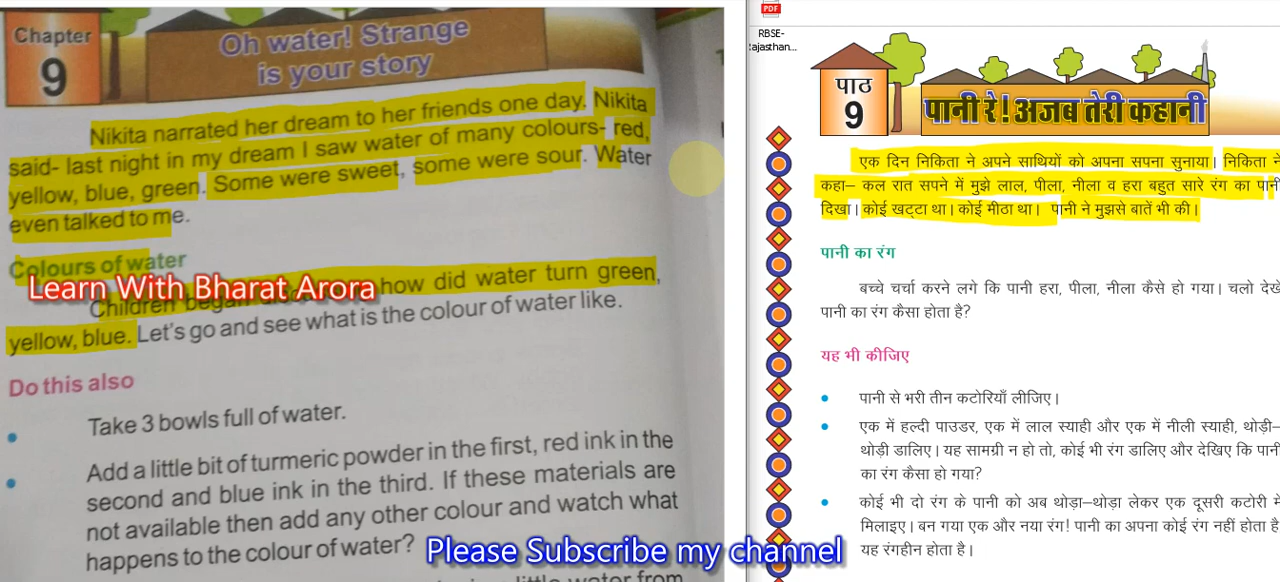 Chapter
9
Oh water! Strange
is your story
Nikita narrated her dream to her friends one day. Nikita
said- last night in my dream I saw water of many colours- red,
yellow, blue, green. Some were sweet, some were sour. Water
even talked to me.
Colours of water
Learn With Bharat Arora
Children began how did water turn green,
yellow, blue. Let's go and see what is the colour of water like.
Do this also
Take 3 bowls full of water.
Add a little bit of turmeric powder in the first, red ink in the
second and blue ink in the third. If these materials are
not available then add any other colour and watch what
happens to the colour of water?
Please Subscribe my channel
little water from
PDF
RBSE-
ajasthan...
पाठ
9
पानी रे! अजब तेरी कहानी
एक दिन निकिता ने अपने साथियों को अपना सपना सुनाया। निकिता ने
कहा– कल रात सपने में मुझे लाल, पीला, नीला व हरा बहुत सारे रंग का पानी
दिखा। कोई खट्टा था। कोई मीठा था। पानी ने मुझसे बातें भी की।
पानी का रंग
बच्चे चर्चा करने लगे कि पानी हरा, पीला, नीला कैसे हो गया। चलो देखे
पानी का रंग कैसा होता है?
यह भी कीजिए
पानी से भरी तीन कटोरियाँ लीजिए।
एक में हल्दी पाउडर, एक में लाल स्याही और एक में नीली स्याही, थोड़ी–
थोड़ी डालिए। यह सामग्री न हो तो, कोई भी रंग डालिए और देखिए कि पानी
का रंग कैसा हो गया?
कोई भी दो रंग के पानी को अब थोड़ा–थोड़ा लेकर एक दूसरी कटोरी में
मिलाइए। बन गया एक और नया रंग! पानी का अपना कोई रंग नहीं होता है
यह रंगहीन होता है।